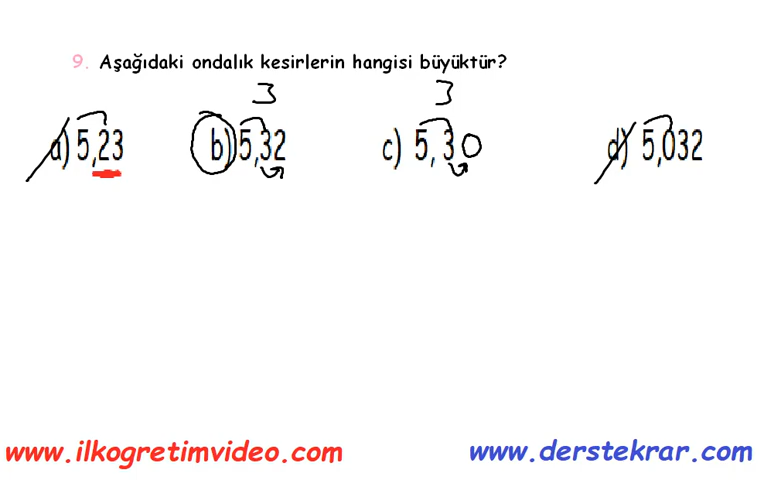 9. Aşağıdaki ondalık kesirlerin hangisi büyüktür?
3 3
a) 5,23 b) 5,32 c) 5,30 d) 5,032
www.ilkogretimvideo.com www.derstekrar.com